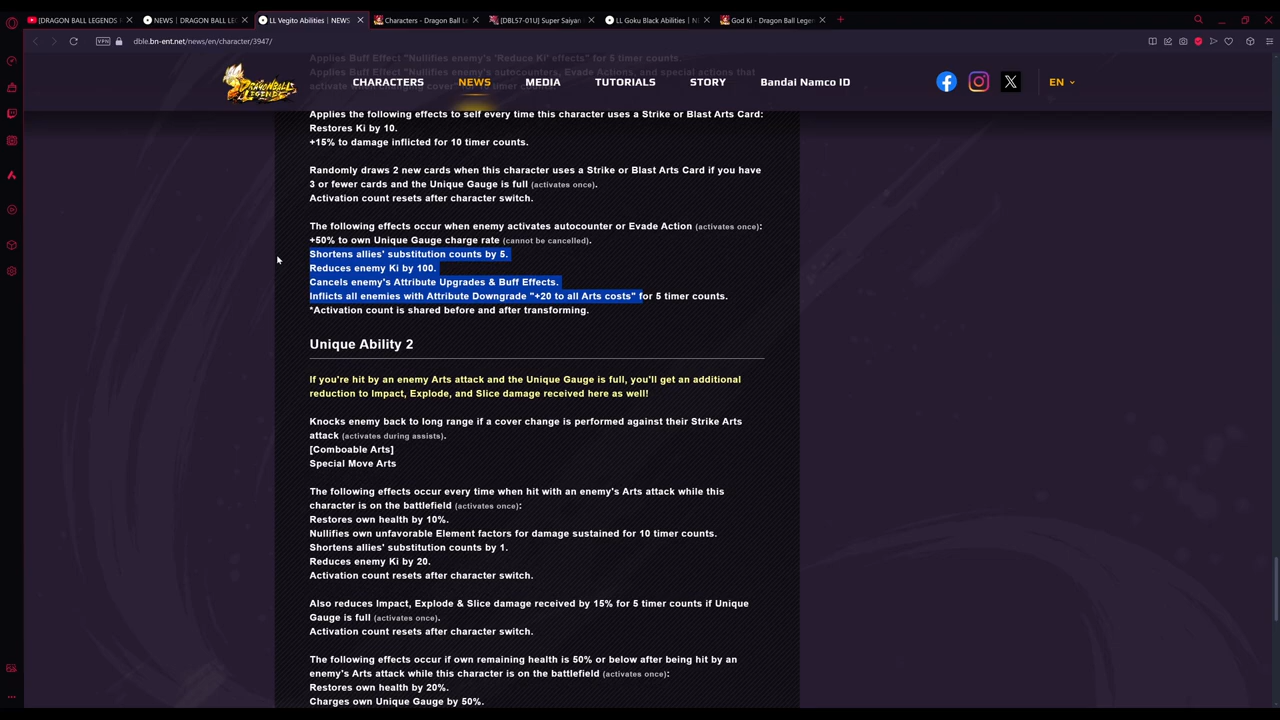 [DRAGON BALL LEGENDS
NEWS | DRAGON BALL LEG
LL Vegito Abilities | NEWS
Characters - Dragon Ball Le
[DBL57-01U] Super Saiyan
LL Goku Black Abilities | NE
God Ki - Dragon Ball Legen
VPN
dble.bn-ent.net/news/en/character/3947/
DRAGONBALL LEGENDS
CHARACTERS
NEWS
MEDIA
TUTORIALS
STORY
Bandai Namco ID
EN
Applies Buff Effect "Nullifies enemy's 'Reduce Ki' effects" for 5 timer counts.
Applies Buff Effect "Nullifies enemy's autocounters, Evade Actions, and special actions that
Applies the following effects to self every time this character uses a Strike or Blast Arts Card:
Restores Ki by 10.
+15% to damage inflicted for 10 timer counts.
Randomly draws 2 new cards when this character uses a Strike or Blast Arts Card if you have
3 or fewer cards and the Unique Gauge is full (activates once).
Activation count resets after character switch.
The following effects occur when enemy activates autocounter or Evade Action (activates once):
+50% to own Unique Gauge charge rate (cannot be cancelled).
Shortens allies' substitution counts by 5.
Reduces enemy Ki by 100.
Cancels enemy's Attribute Upgrades & Buff Effects.
Inflicts all enemies with Attribute Downgrade "+20 to all Arts costs" for 5 timer counts.
*Activation count is shared before and after transforming.
Unique Ability 2
If you're hit by an enemy Arts attack and the Unique Gauge is full, you'll get an additional
reduction to Impact, Explode, and Slice damage received here as well!
Knocks enemy back to long range if a cover change is performed against their Strike Arts
attack (activates during assists).
[Comboable Arts]
Special Move Arts
The following effects occur every time when hit with an enemy's Arts attack while this
character is on the battlefield (activates once):
Restores own health by 10%.
Nullifies own unfavorable Element factors for damage sustained for 10 timer counts.
Shortens allies' substitution counts by 1.
Reduces enemy Ki by 20.
Activation count resets after character switch.
Also reduces Impact, Explode & Slice damage received by 15% for 5 timer counts if Unique
Gauge is full (activates once).
Activation count resets after character switch.
The following effects occur if own remaining health is 50% or below after being hit by an
enemy's Arts attack while this character is on the battlefield (activates once):
Restores own health by 20%.
Charges own Unique Gauge by 50%.